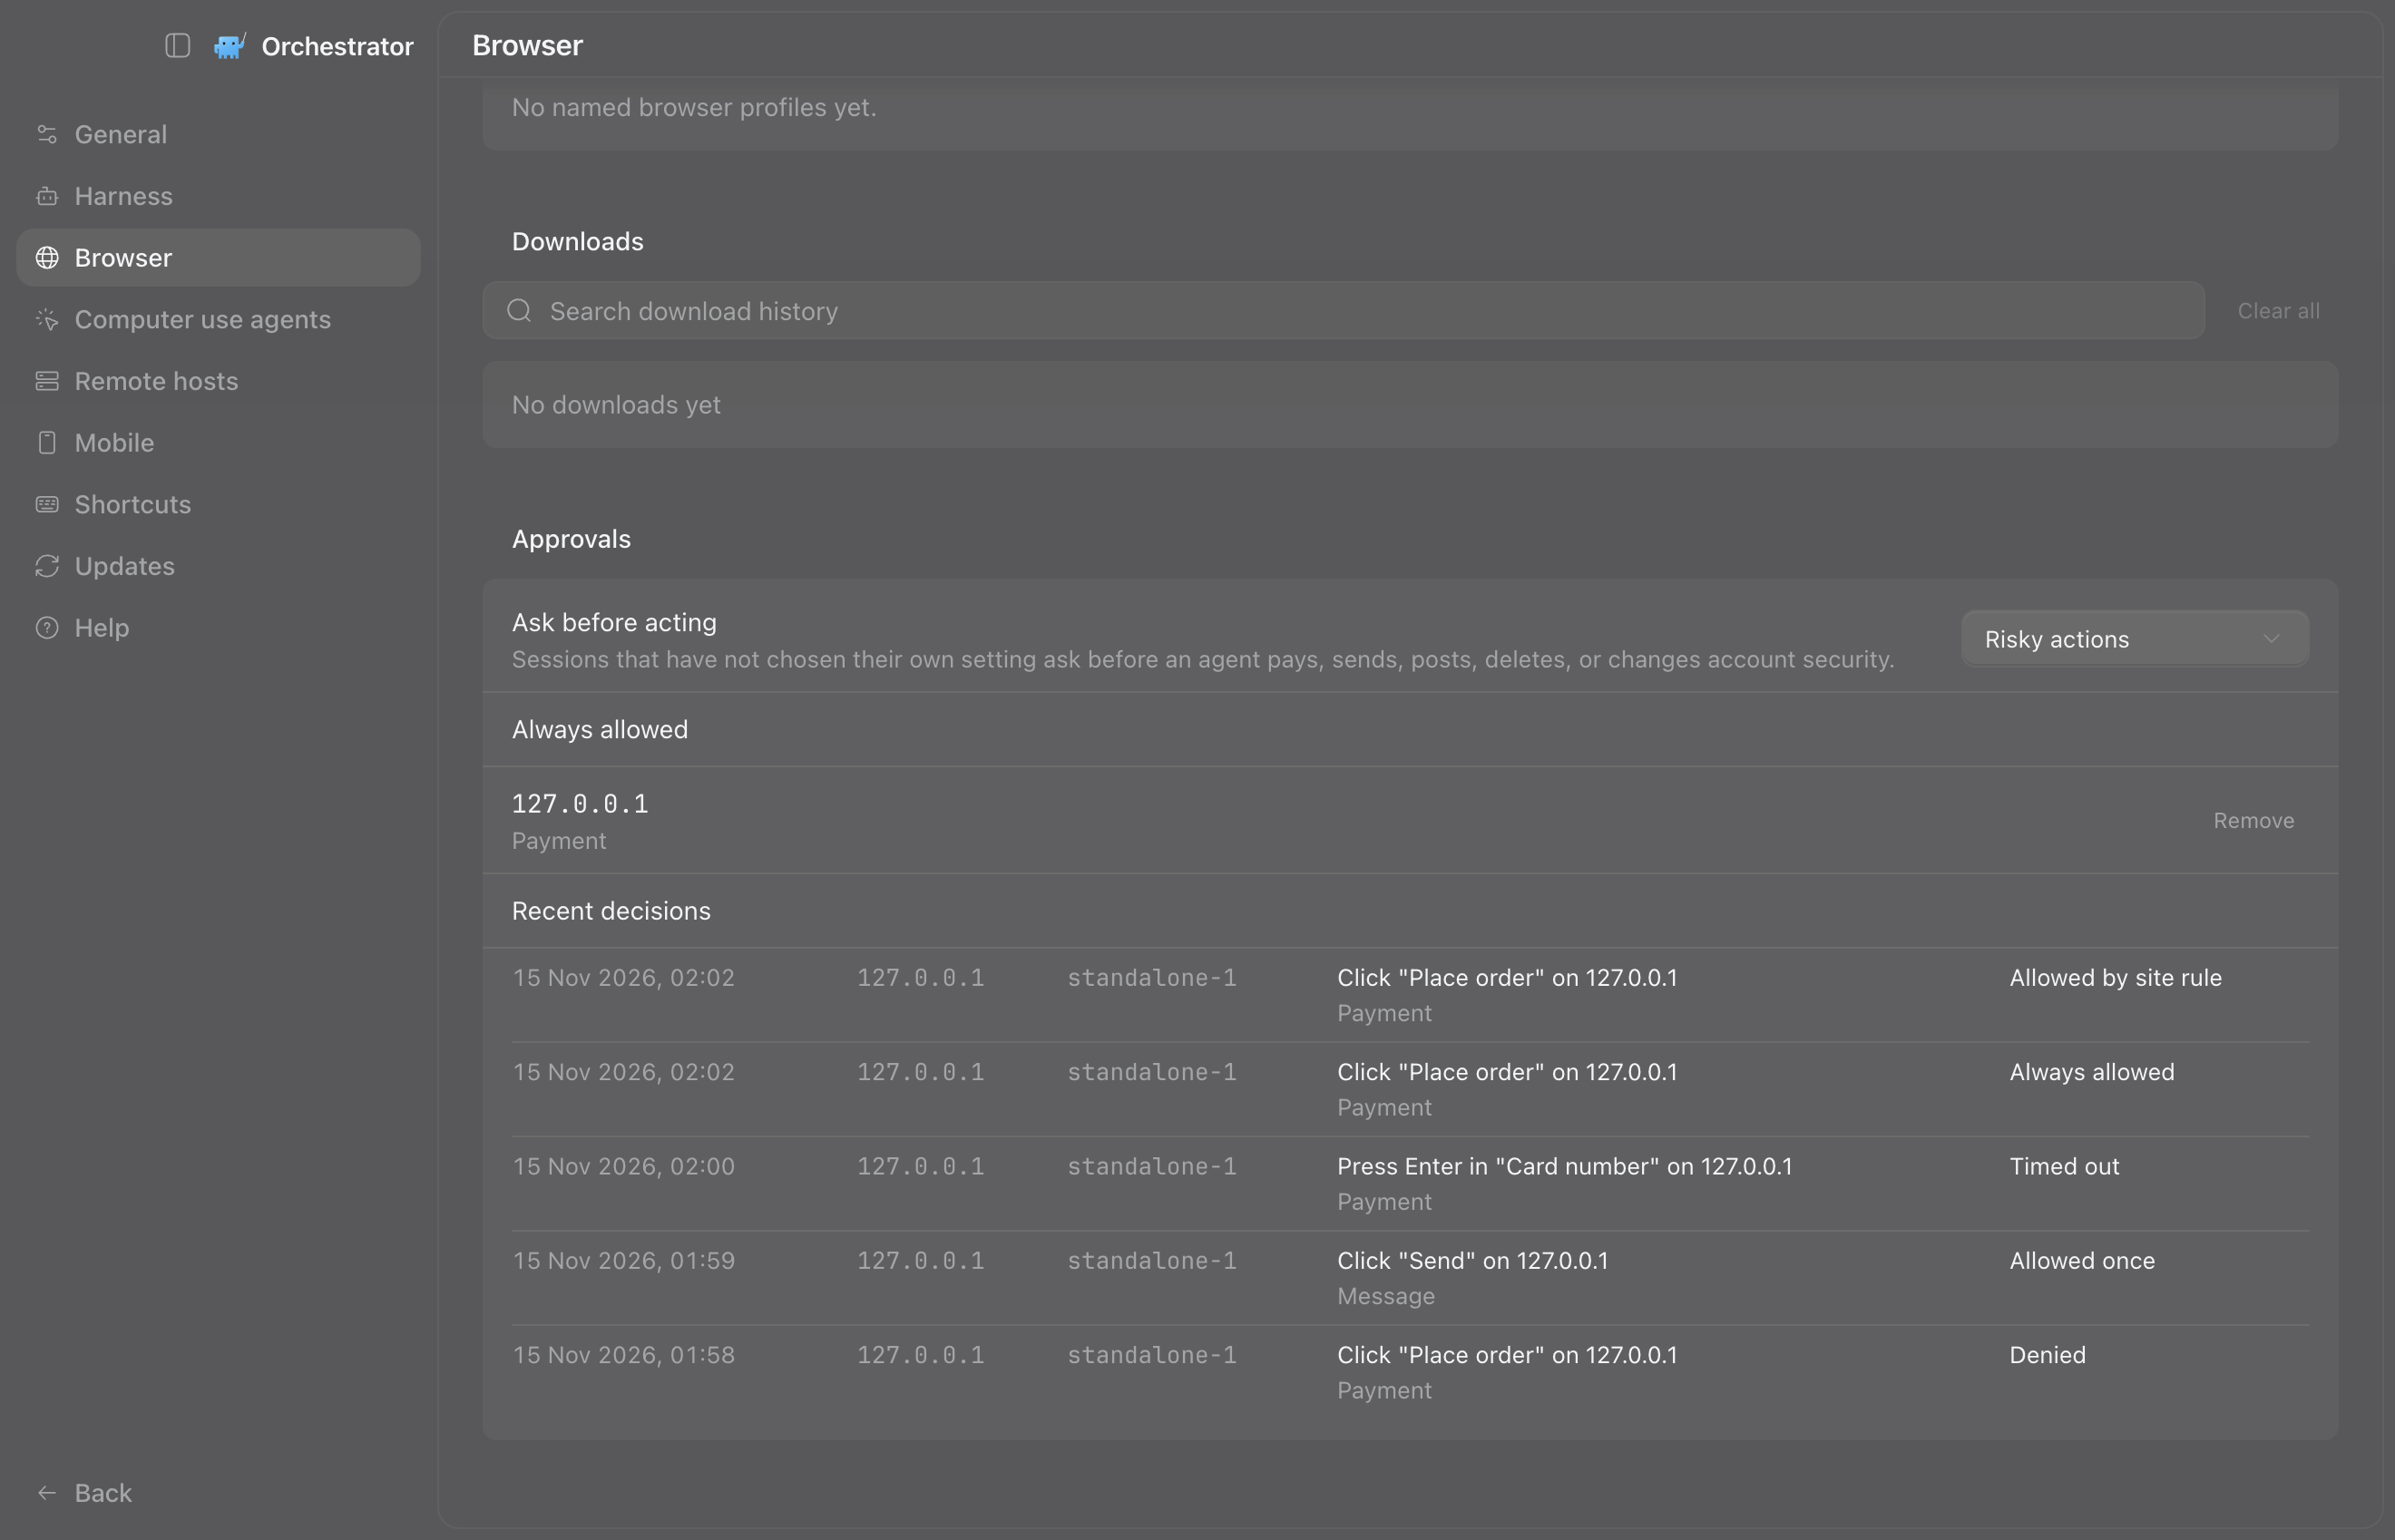 Orchestrator
General
Harness
Browser
Computer use agents
Remote hosts
Mobile
Shortcuts
Updates
Help
Back
Browser
No named browser profiles yet.
Downloads
Search download history
Clear all
No downloads yet
Approvals
Ask before acting
Sessions that have not chosen their own setting ask before an agent pays, sends, posts, deletes, or changes account security.
Risky actions
Always allowed
127.0.0.1
Payment
Remove
Recent decisions
15 Nov 2026, 02:02 127.0.0.1 standalone-1 Click "Place order" on 127.0.0.1 Allowed by site rule
Payment
15 Nov 2026, 02:02 127.0.0.1 standalone-1 Click "Place order" on 127.0.0.1 Always allowed
Payment
15 Nov 2026, 02:00 127.0.0.1 standalone-1 Press Enter in "Card number" on 127.0.0.1 Timed out
Payment
15 Nov 2026, 01:59 127.0.0.1 standalone-1 Click "Send" on 127.0.0.1 Allowed once
Message
15 Nov 2026, 01:58 127.0.0.1 standalone-1 Click "Place order" on 127.0.0.1 Denied
Payment